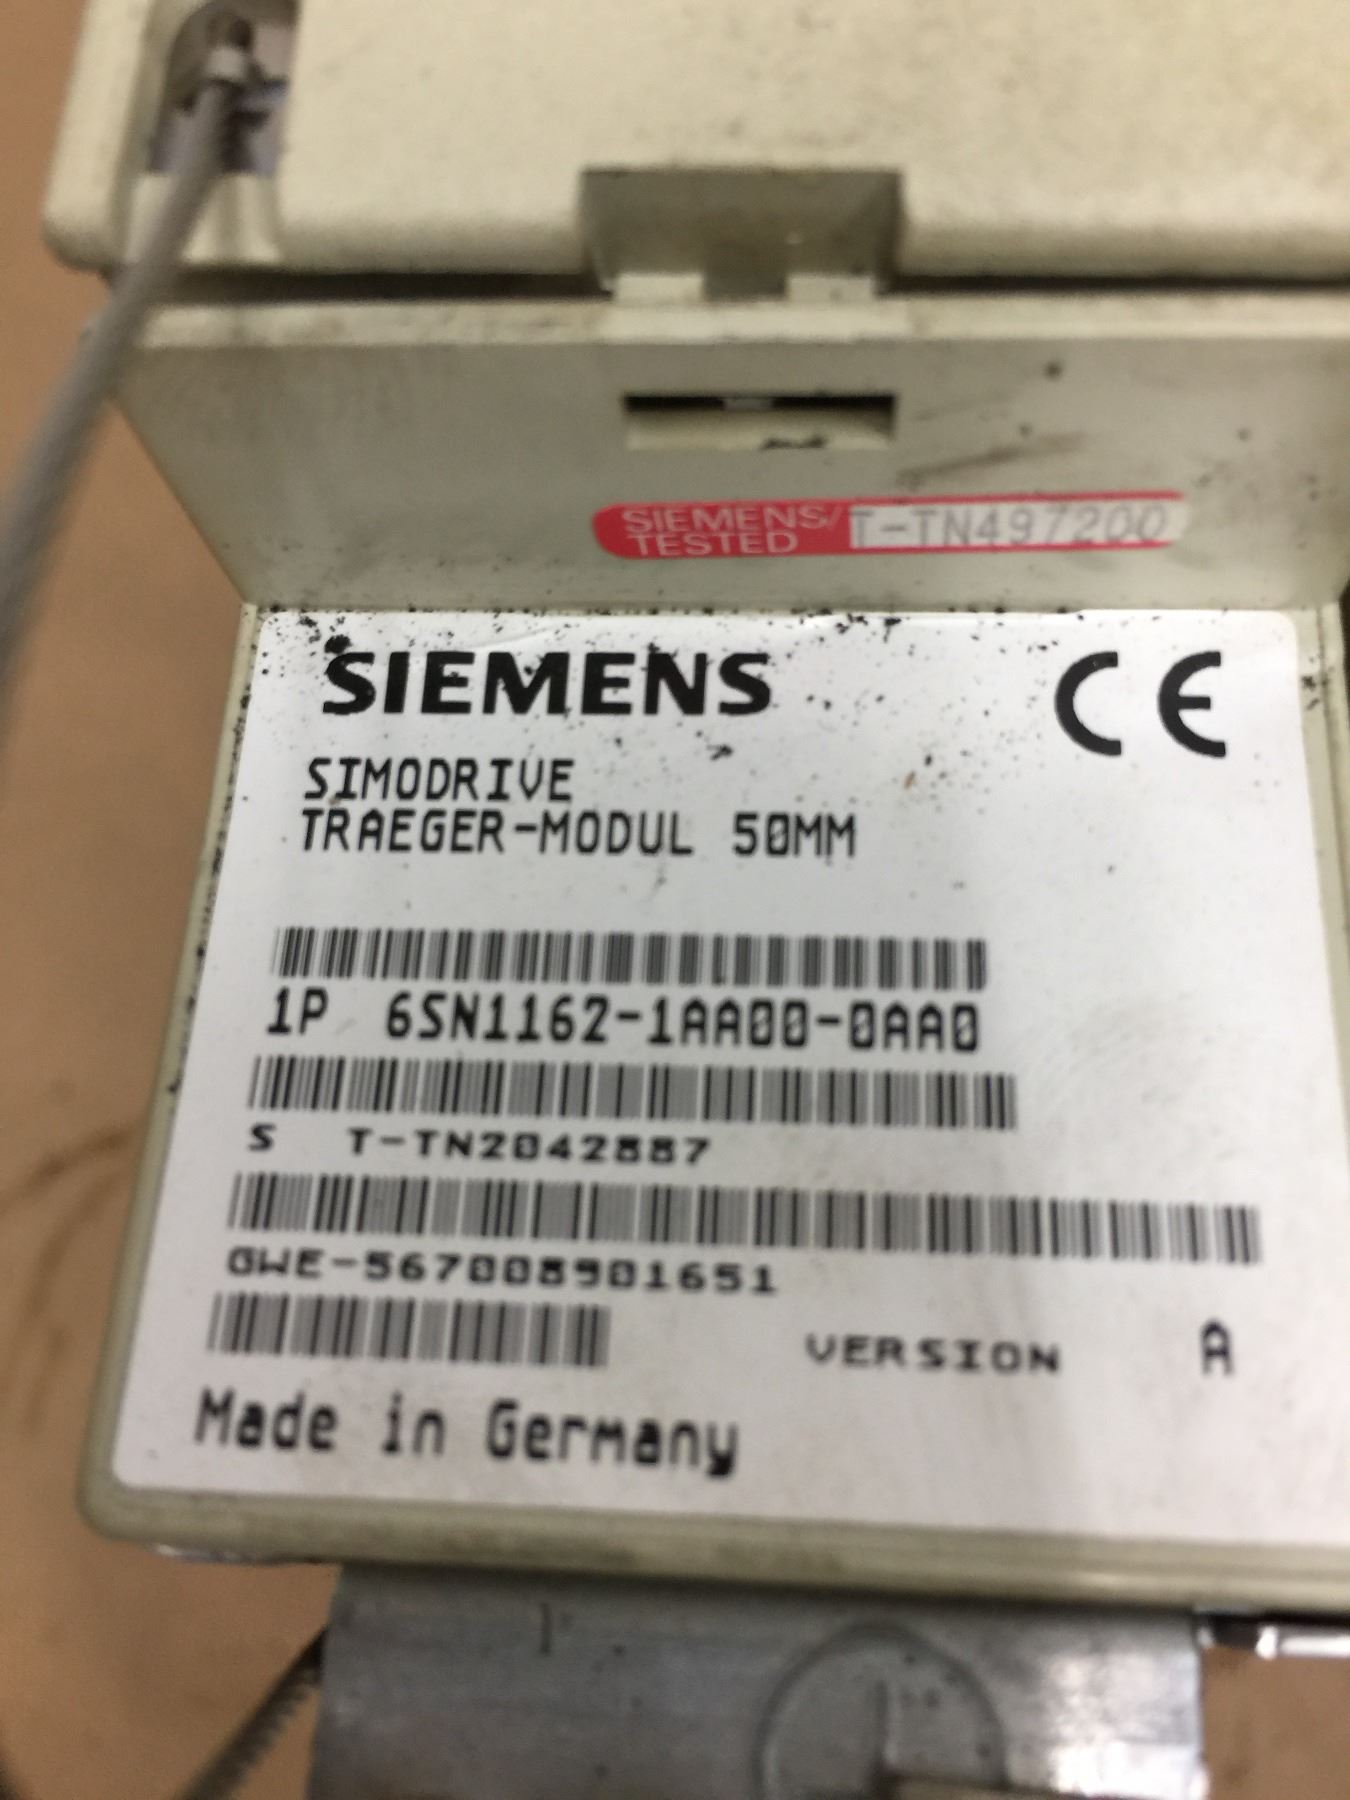 SIEMENS/ T-TN497200
TESTED
SIEMENS CE
SIMODRIVE
TRAEGER-MODUL 50MM
1P 6SN1162-1AA00-0AA0
S T-TN2042887
GWE-567008901651
VERSION A
Made in Germany